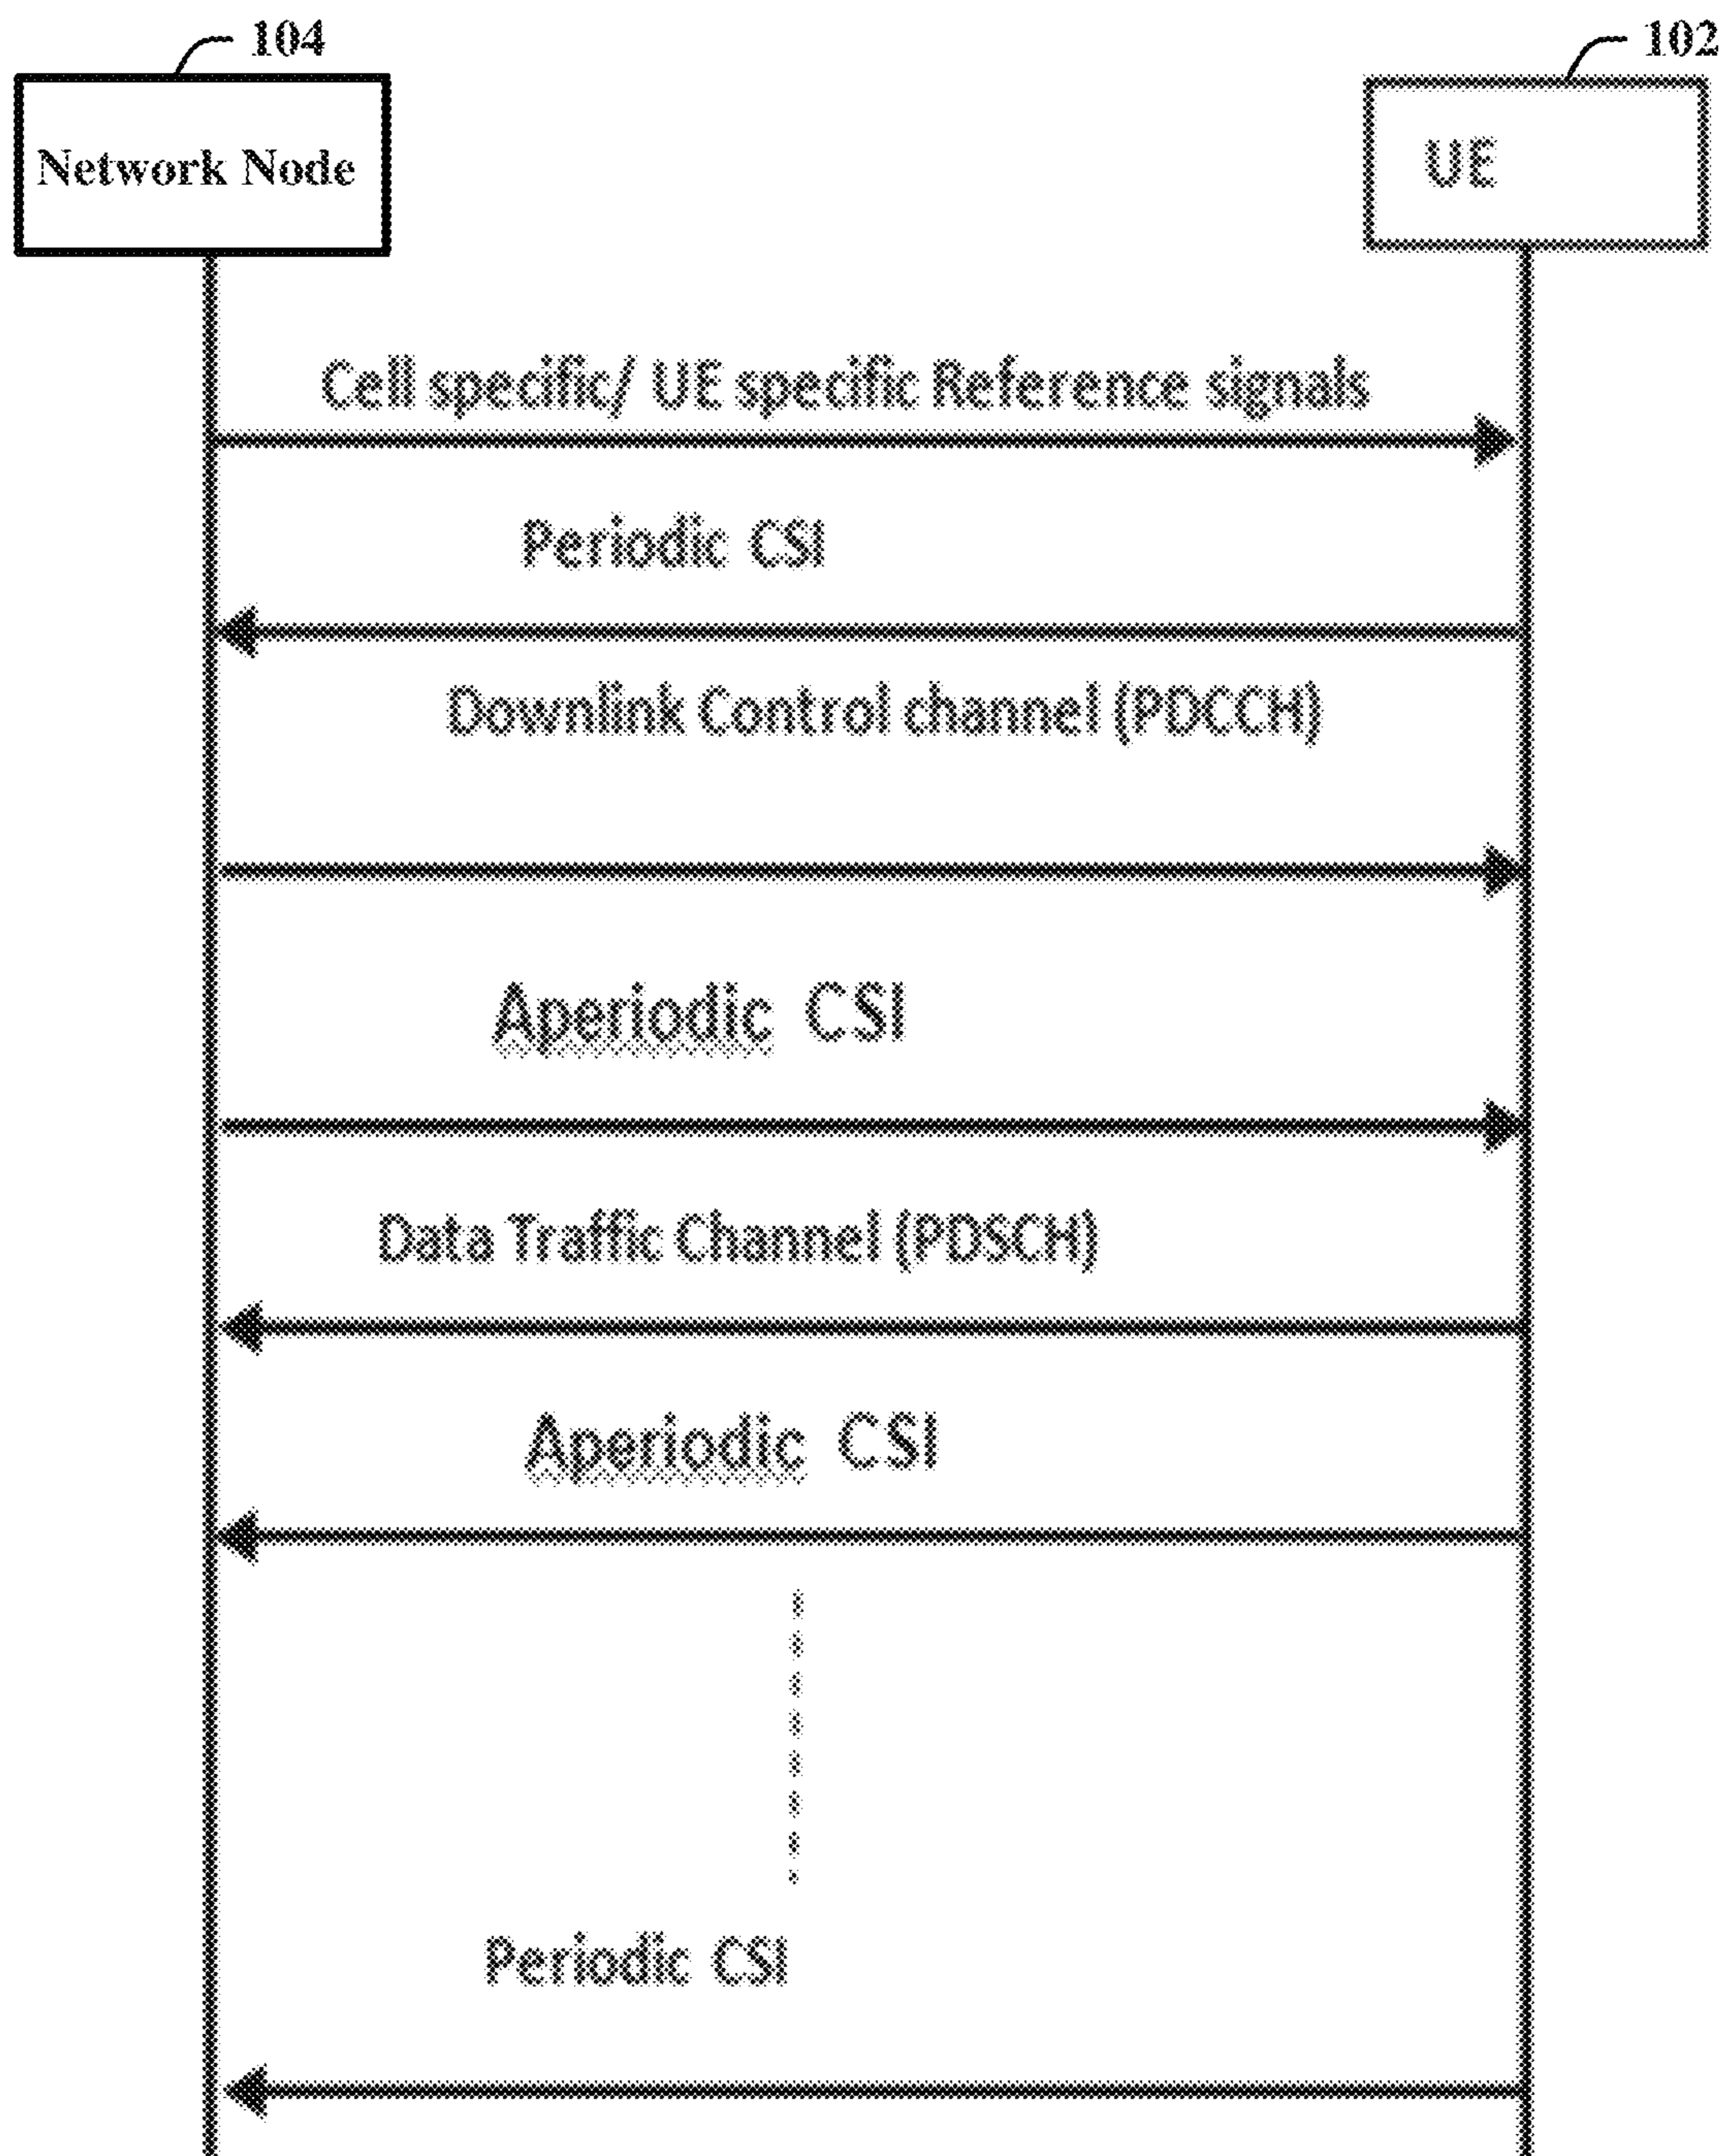 104
102
Network Node
UE
Cell specific/ UE specific Reference signals
Periodic CSI
Downlink Control channel (PDCCH)
Aperiodic CSI
Data Traffic Channel (PDSCH)
Aperiodic CSI
Periodic CSI